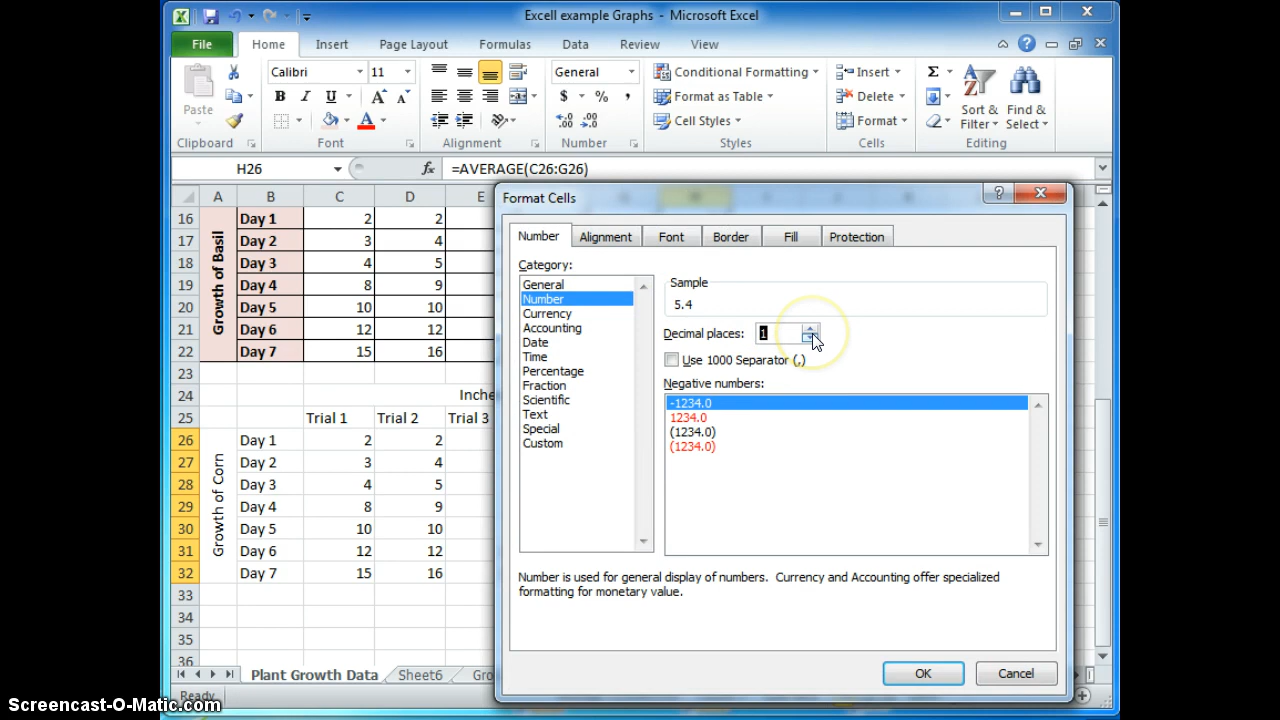 Excell example Graphs - Microsoft Excel
File Home Insert Page Layout Formulas Data Review View
Paste
Calibri 11
B I U
General
$ % ,
Conditional Formatting
Format as Table
Cell Styles
Insert
Delete
Format
Σ
Sort & Filter
Find & Select
Clipboard Font Alignment Number Styles Cells Editing
H26 fx =AVERAGE(C26:G26)
A B C D E
16 Day 1 2 2
17 Day 2 3 4
18 Day 3 4 5
19 Day 4 8 9
20 Day 5 10 10
21 Day 6 12 12
22 Day 7 15 16
Growth of Basil
23
24 Inche
25 Trial 1 Trial 2 Trial 3
26 Day 1 2 2
27 Day 2 3 4
28 Day 3 4 5
29 Day 4 8 9
30 Day 5 10 10
31 Day 6 12 12
32 Day 7 15 16
Growth of Corn
33
34
35
36
Plant Growth Data Sheet6 Gro
Ready
Format Cells
Number Alignment Font Border Fill Protection
Category:
General
Number
Currency
Accounting
Date
Time
Percentage
Fraction
Scientific
Text
Special
Custom
Sample
5.4
Decimal places: 1
Use 1000 Separator (,)
Negative numbers:
-1234.0
1234.0
(1234.0)
(1234.0)
Number is used for general display of numbers. Currency and Accounting offer specialized
formatting for monetary value.
OK Cancel
Screencast-O-Matic.com